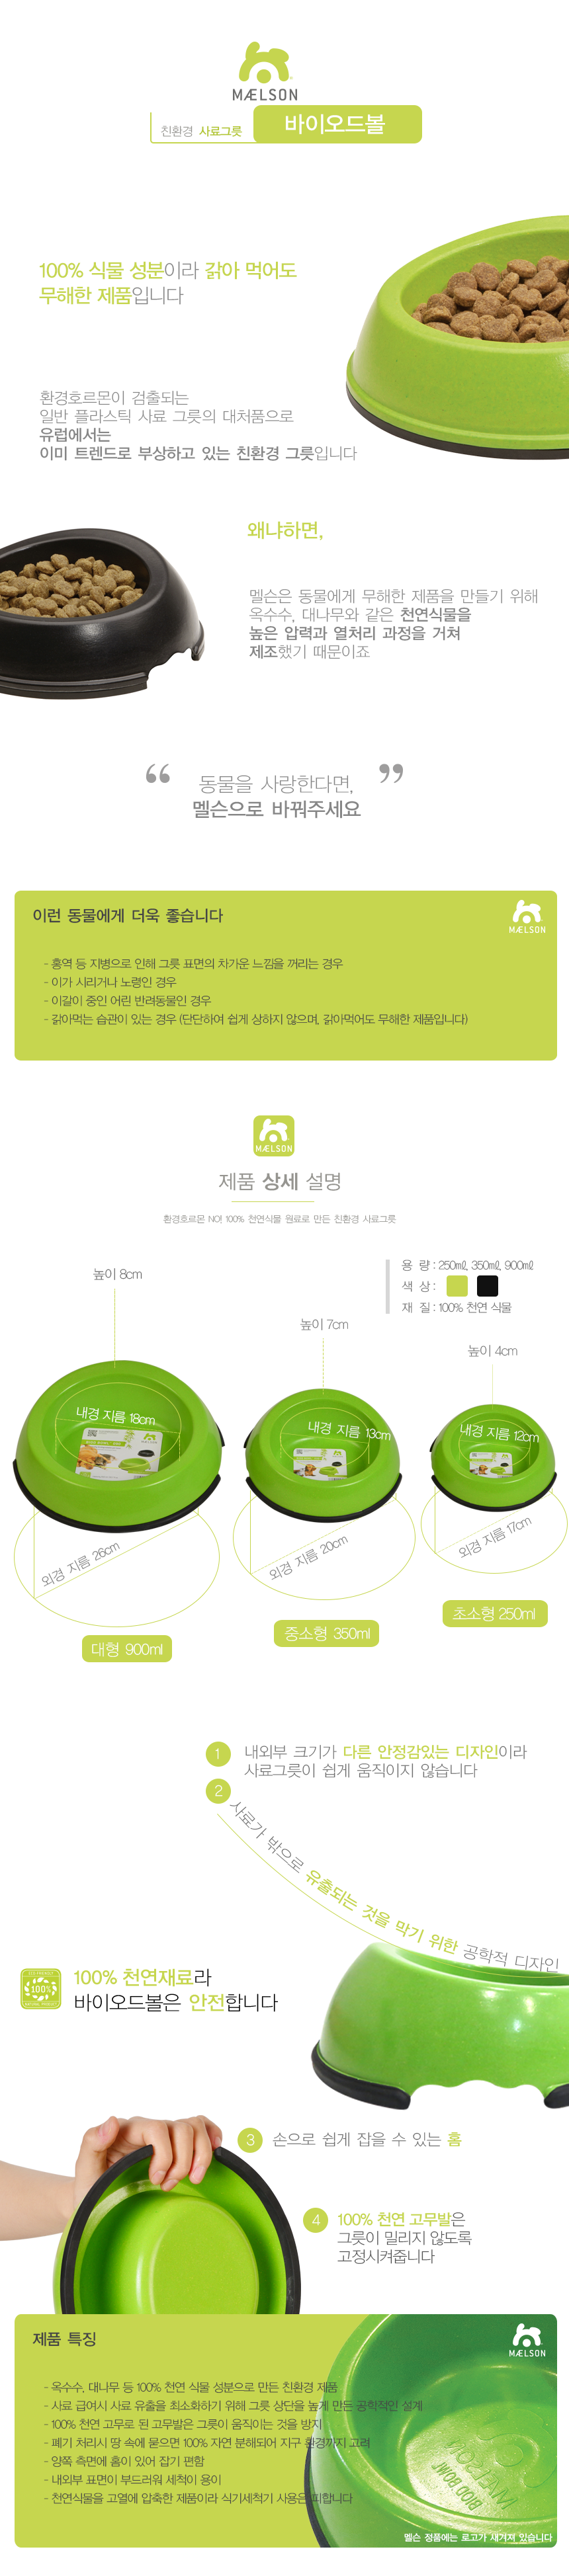 MÆLSON
친환경 사료그릇
바이오드볼
100% 식물 성분이라 갉아 먹어도
무해한 제품입니다
환경호르몬이 검출되는
일반 플라스틱 사료 그릇의 대처품으로
유럽에서는
이미 트렌드로 부상하고 있는 친환경 그릇입니다
왜냐하면,
멜슨은 동물에게 무해한 제품을 만들기 위해
옥수수, 대나무와 같은 천연식물을
높은 압력과 열처리 과정을 거쳐
제조했기 때문이죠
“ 동물을 사랑한다면, ”
멜슨으로 바꿔주세요
이런 동물에게 더욱 좋습니다
MÆLSON
- 홍역 등 지병으로 인해 그릇 표면의 차가운 느낌을 꺼리는 경우
- 이가 시리거나 노령인 경우
- 이갈이 중인 어린 반려동물인 경우
- 갉아먹는 습관이 있는 경우 (단단하여 쉽게 상하지 않으며, 갉아먹어도 무해한 제품입니다)
MÆLSON
제품 상세 설명
환경호르몬 NO! 100% 천연식물 원료로 만든 친환경 사료그릇
용 량 : 250㎖, 350㎖, 900㎖
색 상 :
재 질 : 100% 천연 식물
높이 8cm
높이 7cm
높이 4cm
내경 지름 18cm
내경 지름 13cm
내경 지름 12cm
외경 지름 26cm
외경 지름 20cm
외경 지름 17cm
대형 900ml
중소형 350ml
초소형 250ml
1 내외부 크기가 다른 안정감있는 디자인이라
사료그릇이 쉽게 움직이지 않습니다
2 사료가 밖으로 유출되는 것을 막기 위한 공학적 디자인
100%
100% 천연재료라
바이오드볼은 안전합니다
3 손으로 쉽게 잡을 수 있는 홈
4 100% 천연 고무발은
그릇이 밀리지 않도록
고정시켜줍니다
제품 특징
MÆLSON
- 옥수수, 대나무 등 100% 천연 식물 성분으로 만든 친환경 제품
- 사료 급여시 사료 유출을 최소화하기 위해 그릇 상단을 높게 만든 공학적인 설계
- 100% 천연 고무로 된 고무발은 그릇이 움직이는 것을 방지
- 폐기 처리시 땅 속에 묻으면 100% 자연 분해되어 지구 환경까지 고려
- 양쪽 측면에 홈이 있어 잡기 편함
- 내외부 표면이 부드러워 세척이 용이
- 천연식물을 고열에 압축한 제품이라 식기세척기 사용은 피합니다
BIOD BOWL
MÆLSON
멜슨 정품에는 로고가 새겨져 있습니다